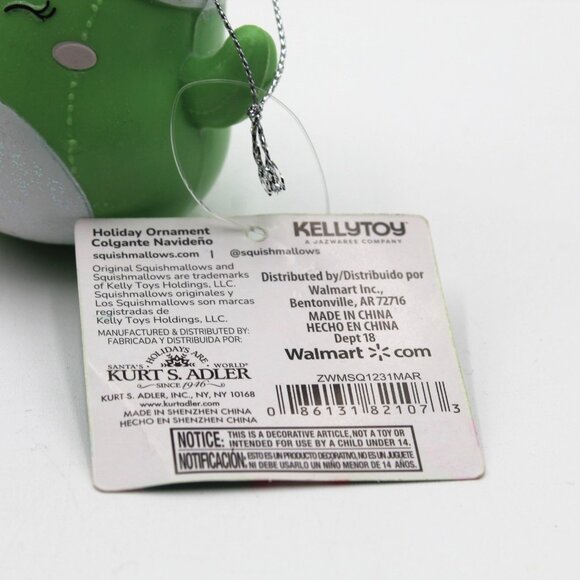 Holiday Ornament
Colgante Navideño
squishmallows.com | @squishmallows
Original Squishmallows and
Squishmallows are trademarks
of Kelly Toys Holdings, LLC.
Squishmallows originales y
Los Squishmallows son marcas
registradas de
Kelly Toys Holdings, LLC.
MANUFACTURED & DISTRIBUTED BY:
FABRICADA Y DISTRIBUIDA POR:
HOLIDAYS ARE
SANTA'S WORLD®
KURT S. ADLER
SINCE 1946
KURT S. ADLER, INC., NY, NY 10168
www.kurtadler.com
MADE IN SHENZHEN CHINA
HECHO EN SHENZHEN CHINA
KELLYTOY
A JAZWARES COMPANY
Distributed by/Distribuido por
Walmart Inc.,
Bentonville, AR 72716
MADE IN CHINA
HECHO EN CHINA
Dept 18
Walmart com
ZWMSQ1231MAR
0 86131 82107 3
NOTICE: THIS IS A DECORATIVE ARTICLE, NOT A TOY OR
INTENDED FOR USE BY A CHILD UNDER 14.
NOTIFICACIÓN: ESTO ES UN PRODUCTO DECORATIVO, NO ES UN JUGUETE
NI DEBE USARLO UN NIÑO MENOR DE 14 AÑOS.